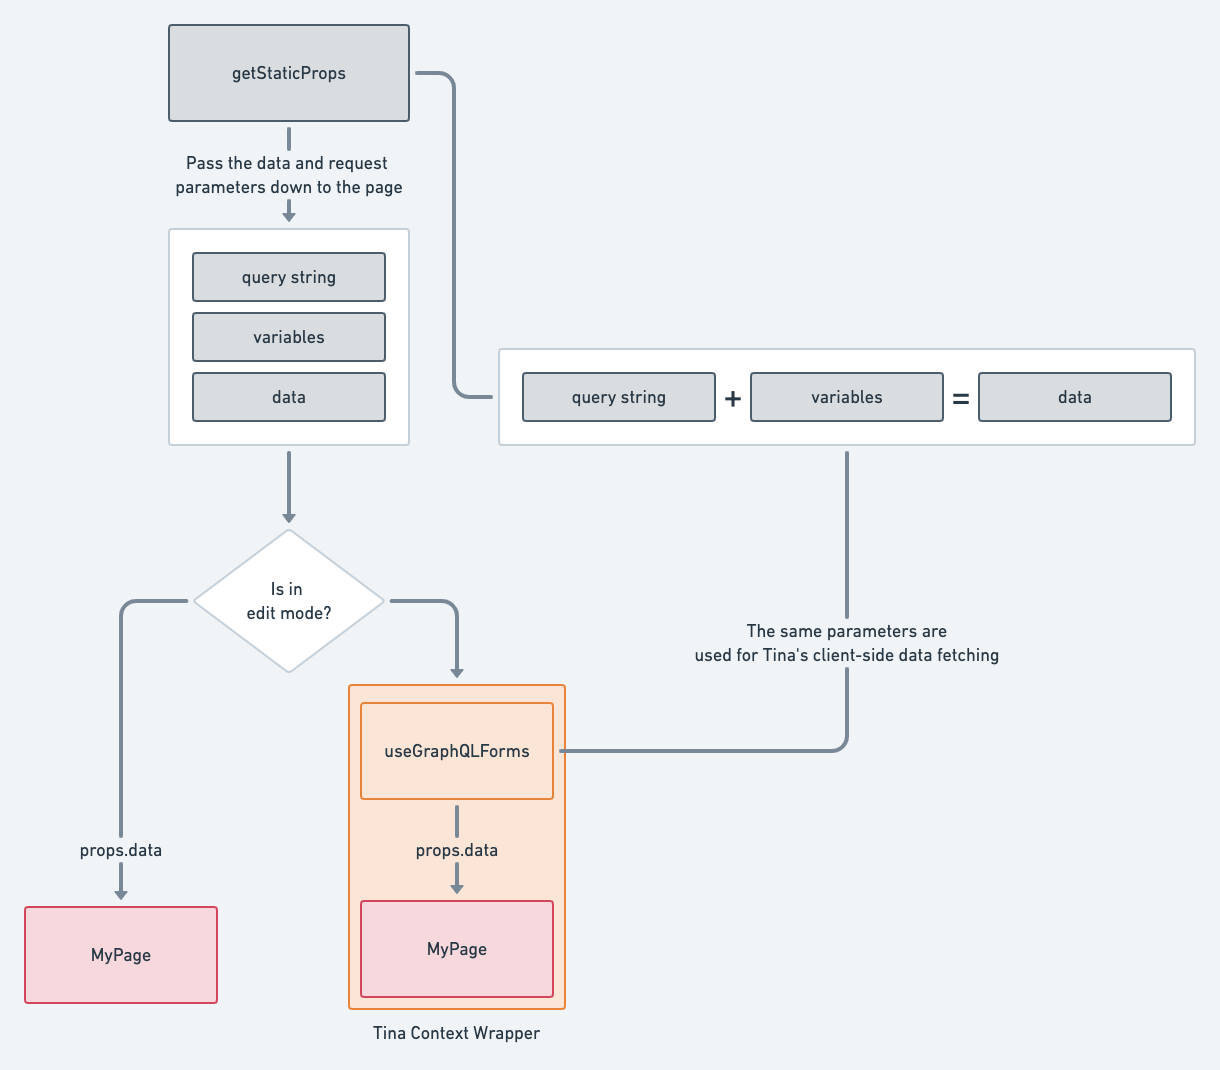 getStaticProps
Pass the data and request
parameters down to the page
query string
variables
data
query string + variables = data
Is in
edit mode?
The same parameters are
used for Tina's client-side data fetching
useGraphQLForms
props.data
props.data
MyPage
MyPage
Tina Context Wrapper